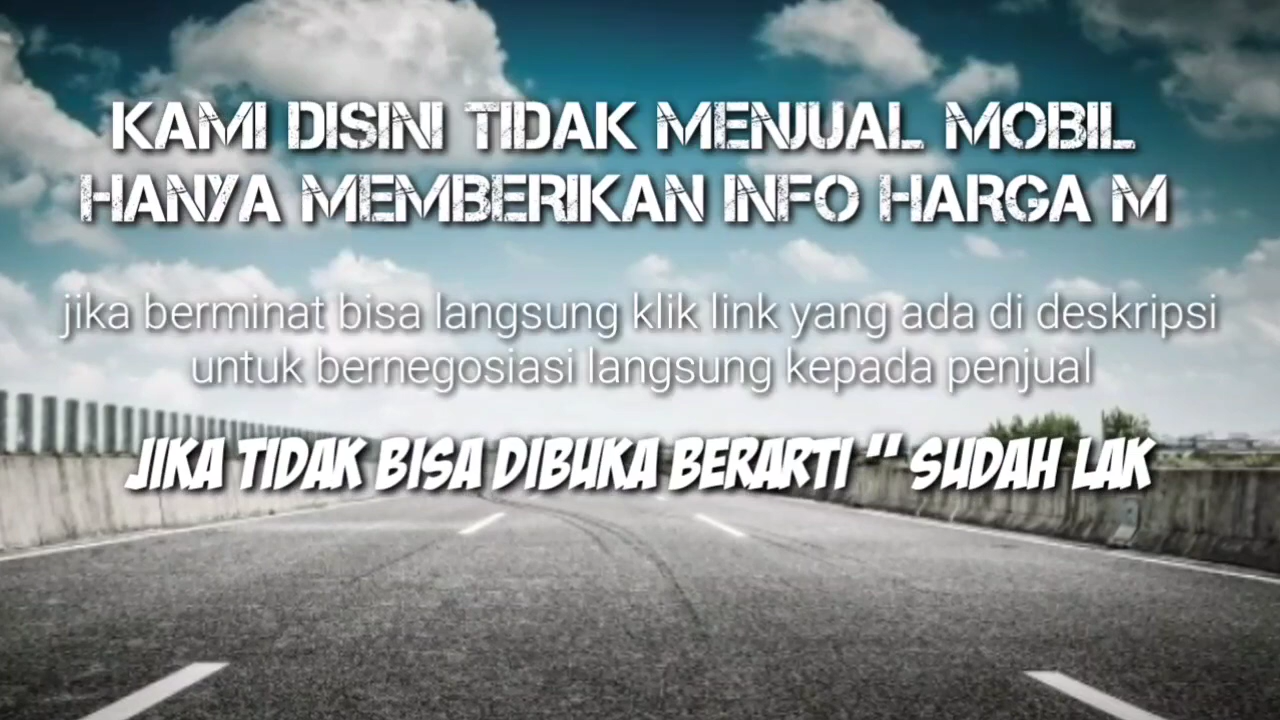 KAMI DISINI TIDAK MENJUAL MOBIL
HANYA MEMBERIKAN INFO HARGA M
jika berminat bisa langsung klik link yang ada di deskripsi
untuk bernegosiasi langsung kepada penjual
JIKA TIDAK BISA DIBUKA BERARTI " SUDAH LAK